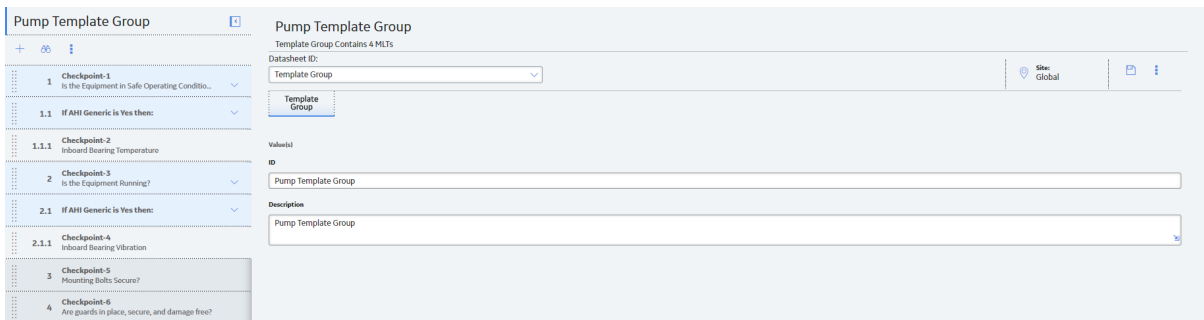 Pump Template Group
1
Checkpoint-1
Is the Equipment in Safe Operating Conditio...
1.1 If AHI Generic is Yes then:
1.1.1
Checkpoint-2
Inboard Bearing Temperature
2
Checkpoint-3
Is the Equipment Running?
2.1 If AHI Generic is Yes then:
2.1.1
Checkpoint-4
Inboard Bearing Vibration
3
Checkpoint-5
Mounting Bolts Secure?
4
Checkpoint-6
Are guards in place, secure, and damage free?
Pump Template Group
Template Group Contains 4 MLTs
Datasheet ID:
Template Group
Site:
Global
Template
Group
Value(s)
ID
Pump Template Group
Description
Pump Template Group